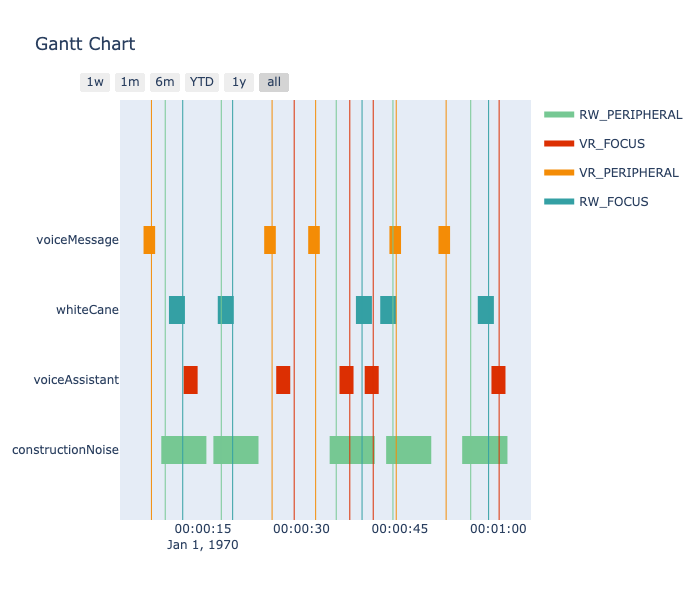 Gantt Chart
1w 1m 6m YTD 1y all
RW_PERIPHERAL
VR_FOCUS
VR_PERIPHERAL
RW_FOCUS
voiceMessage
whiteCane
voiceAssistant
constructionNoise
00:00:15 00:00:30 00:00:45 00:01:00
Jan 1, 1970